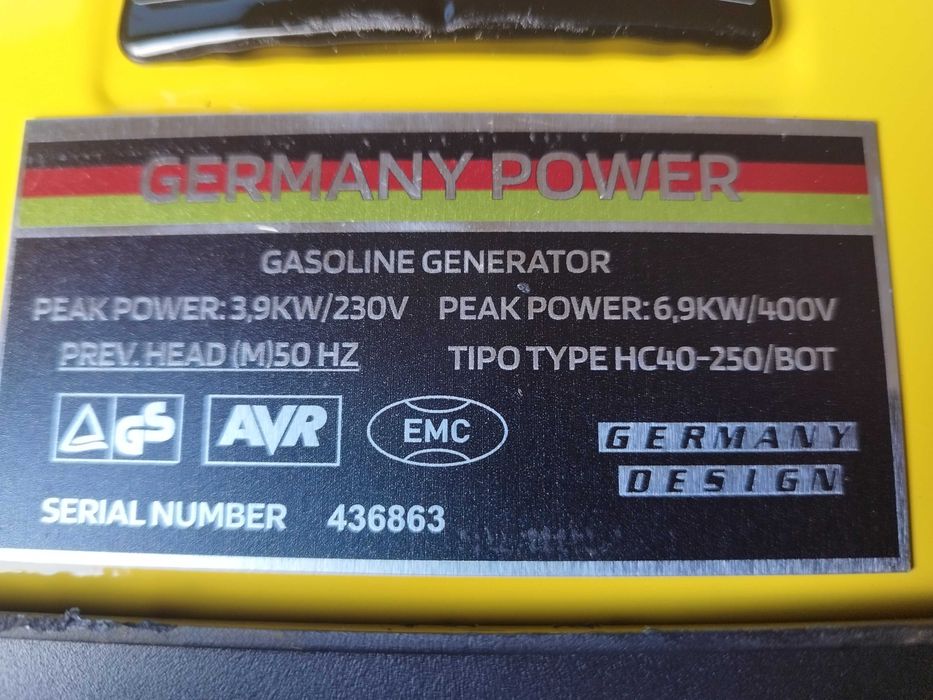 GERMANY POWER
GASOLINE GENERATOR
PEAK POWER: 3,9KW/230V PEAK POWER: 6,9KW/400V
PREV. HEAD (M)50 HZ TIPO TYPE HC40-250/BOT
GS AVR EMC GERMANY
DESIGN
SERIAL NUMBER 436863